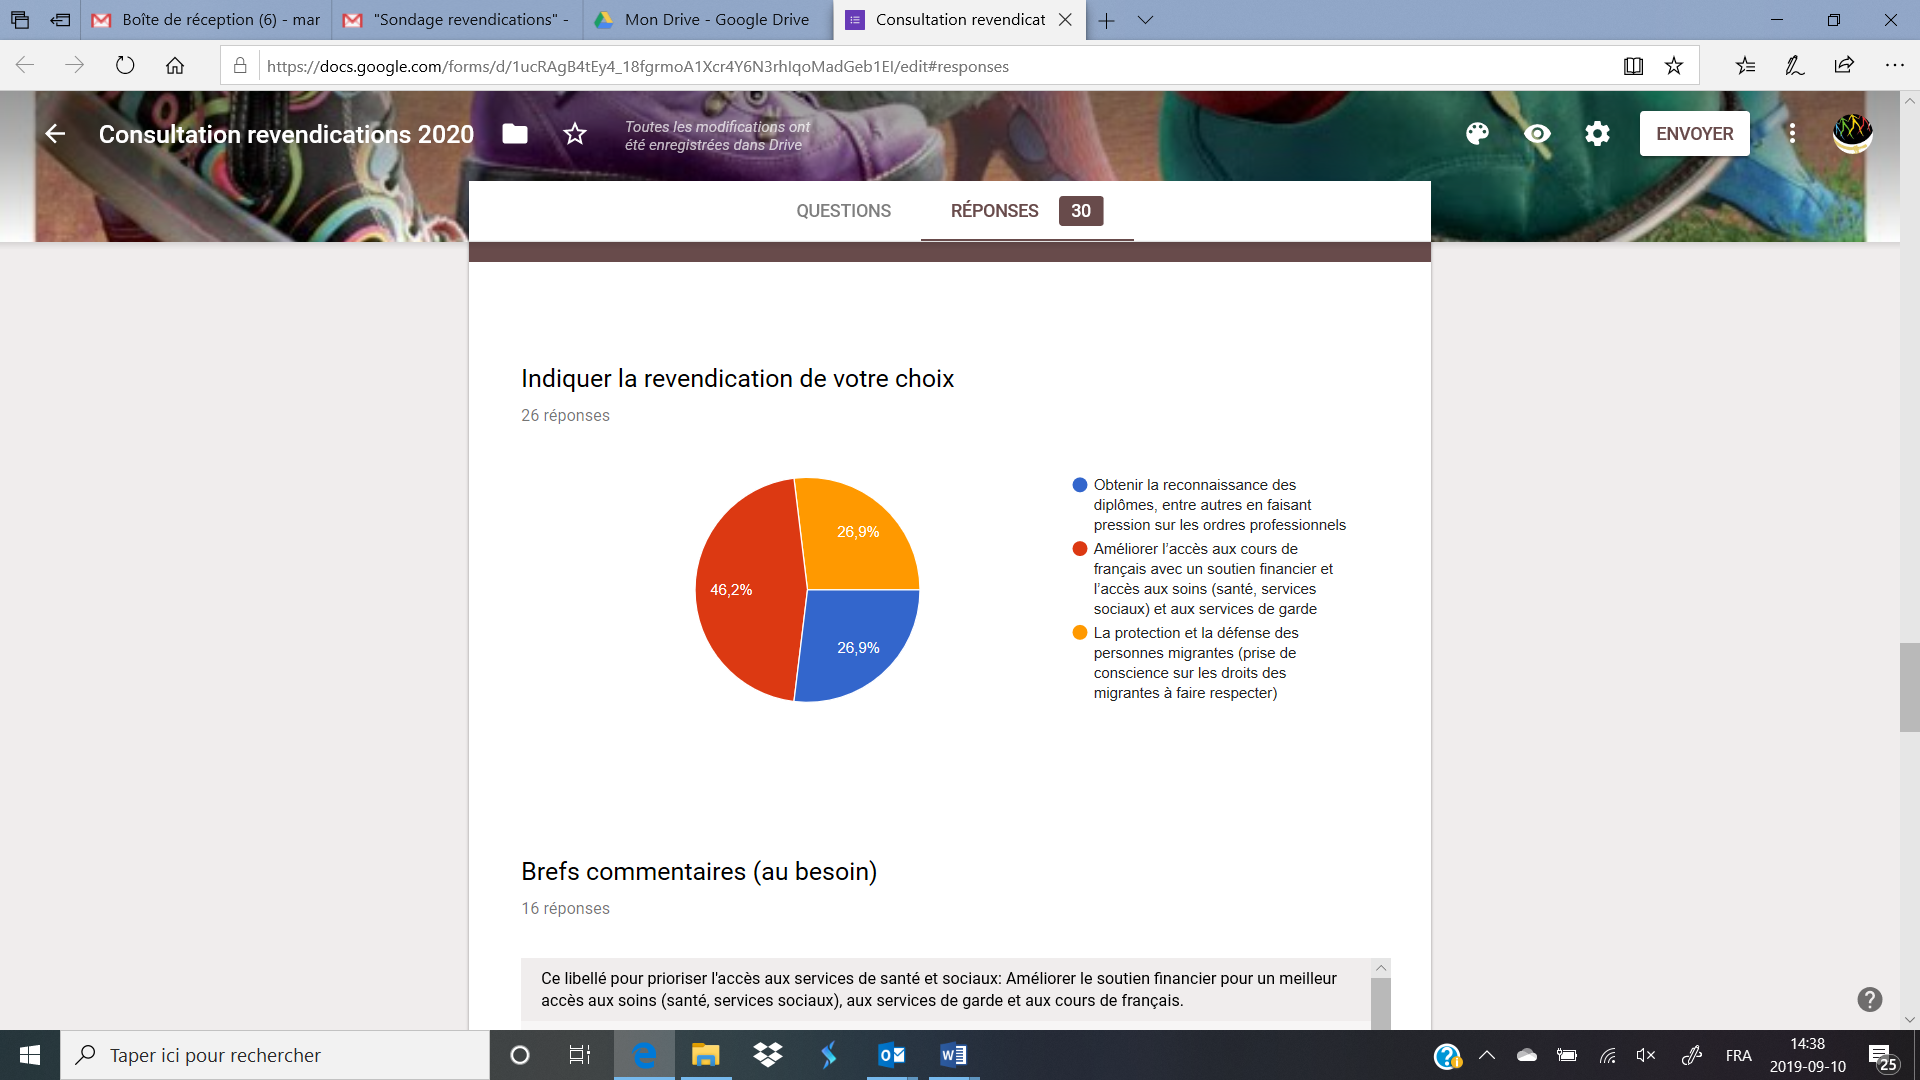 Boîte de réception (6) - mar
"Sondage revendications" -
Mon Drive - Google Drive
Consultation revendicat
https://docs.google.com/forms/d/1ucRAgB4tEy4_18fgrmoA1Xcr4Y6N3rhIqoMadGeb1EI/edit#responses
Consultation revendications 2020
Toutes les modifications ont
été enregistrées dans Drive
ENVOYER
QUESTIONS
RÉPONSES 30
Indiquer la revendication de votre choix
26 réponses
26,9%
46,2%
26,9%
Obtenir la reconnaissance des
diplômes, entre autres en faisant
pression sur les ordres professionnels
Améliorer l'accès aux cours de
français avec un soutien financier et
l'accès aux soins (santé, services
sociaux) et aux services de garde
La protection et la défense des
personnes migrantes (prise de
conscience sur les droits des
migrantes à faire respecter)
Brefs commentaires (au besoin)
16 réponses
Ce libellé pour prioriser l'accès aux services de santé et sociaux: Améliorer le soutien financier pour un meilleur
accès aux soins (santé, services sociaux), aux services de garde et aux cours de français.
Taper ici pour rechercher
FRA
14:38
2019-09-10
25